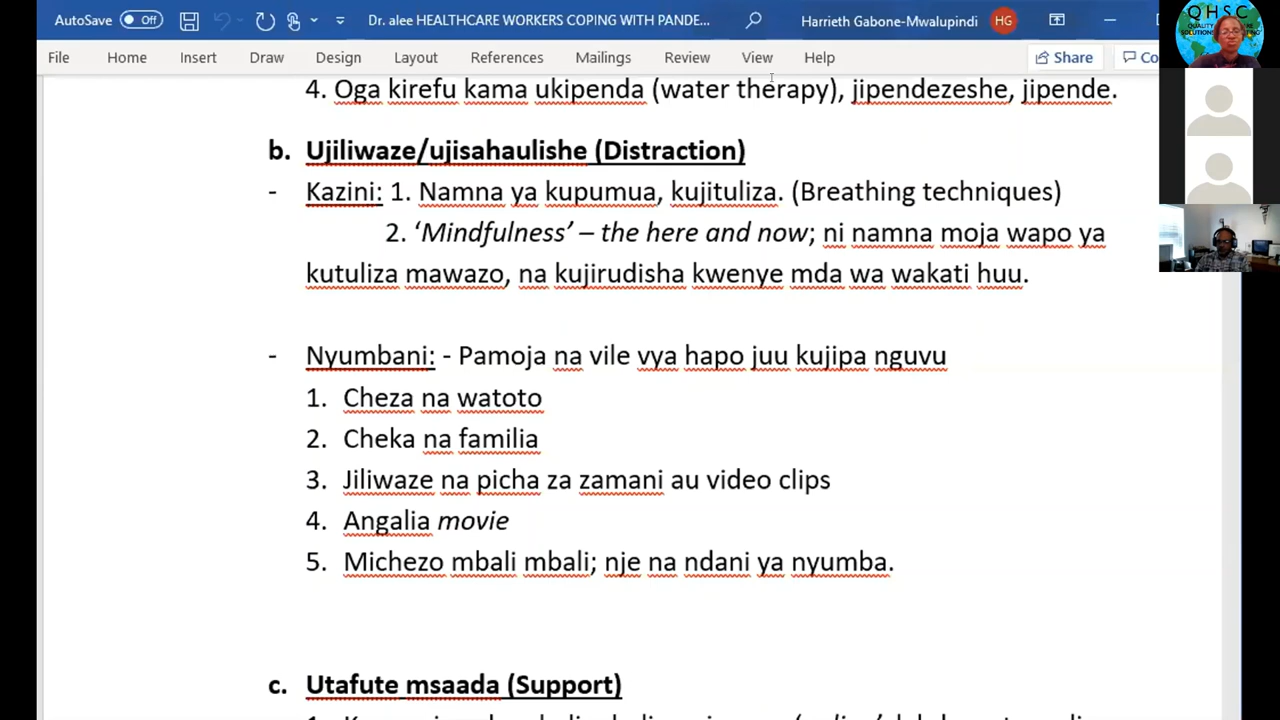 AutoSave Off Dr. alee HEALTHCARE WORKERS COPING WITH PANDE... Harrieth Gabone-Mwalupindi HG
File Home Insert Draw Design Layout References Mailings Review View Help Share Co
QHSC
4. Oga kirefu kama ukipenda (water therapy), jipendezeshe, jipende.
b. Ujiliwaze/ujisahaulishe (Distraction)
- Kazini: 1. Namna ya kupumua, kujituliza. (Breathing techniques)
2. ‘Mindfulness’ – the here and now; ni namna moja wapo ya
kutuliza mawazo, na kujirudisha kwenye mda wa wakati huu.
- Nyumbani: - Pamoja na vile vya hapo juu kujipa nguvu
1. Cheza na watoto
2. Cheka na familia
3. Jiliwaze na picha za zamani au video clips
4. Angalia movie
5. Michezo mbali mbali; nje na ndani ya nyumba.
c. Utafute msaada (Support)